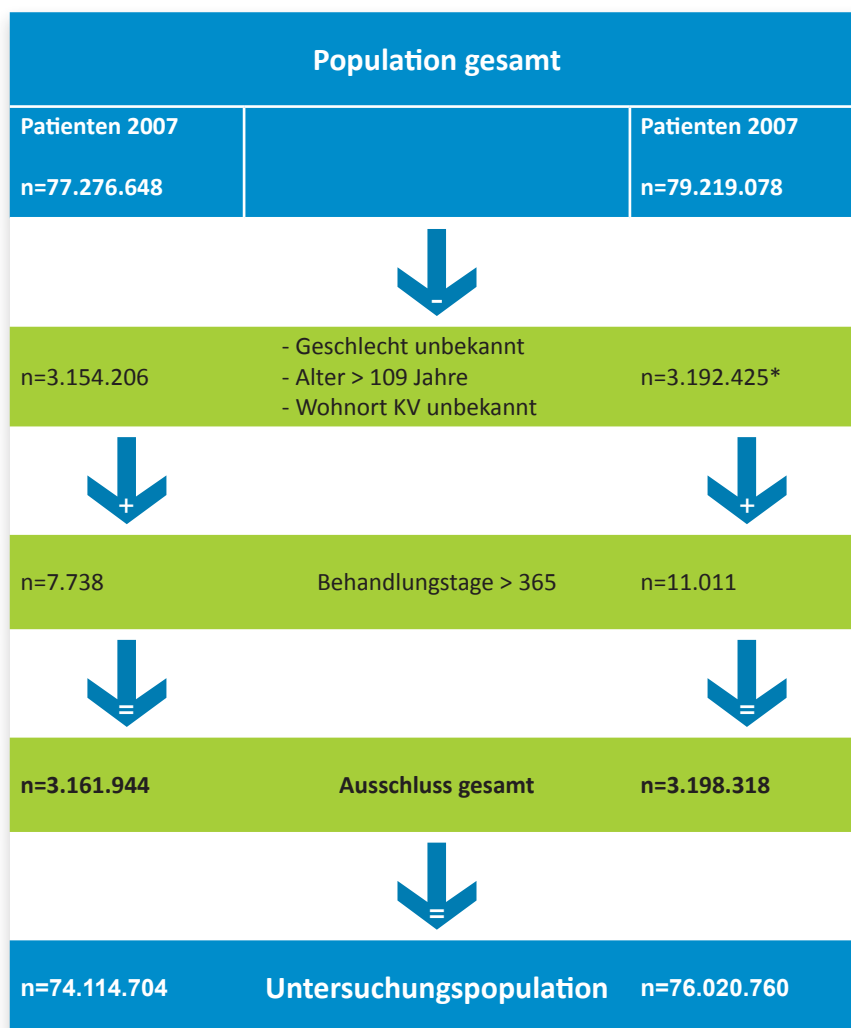 Population gesamt
Patienten 2007
n=77.276.648
Patienten 2007
n=79.219.078
-
n=3.154.206
- Geschlecht unbekannt
- Alter > 109 Jahre
- Wohnort KV unbekannt
n=3.192.425*
+
+
n=7.738
Behandlungstage > 365
n=11.011
=
=
n=3.161.944
Ausschluss gesamt
n=3.198.318
=
n=74.114.704
Untersuchungspopulation
n=76.020.760